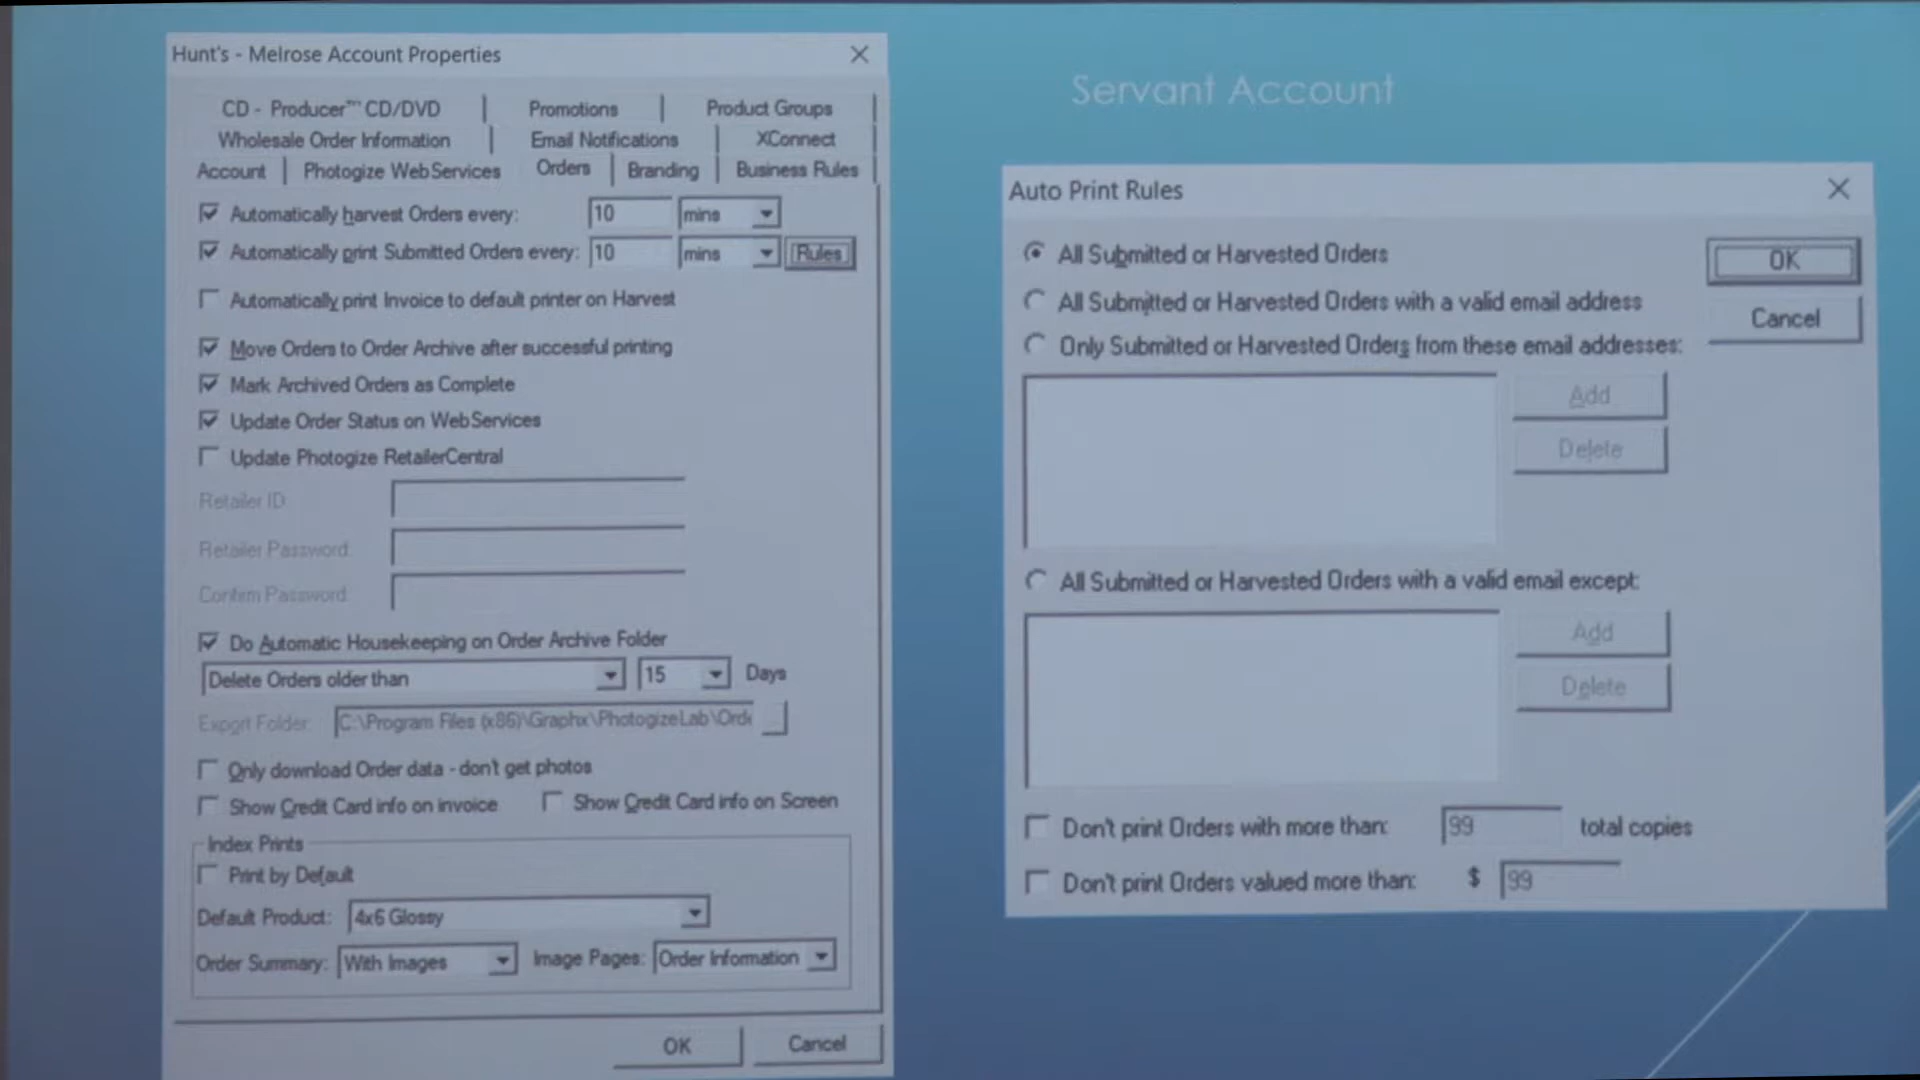 Hunt's - Melrose Account Properties
CD - Producer™ CD/DVD
Promotions
Product Groups
Wholesale Order Information
Email Notifications
XConnect
Account
Photogize WebServices
Orders
Branding
Business Rules
Automatically harvest Orders every: 10 mins
Automatically print Submitted Orders every: 10 mins Rules
Automatically print Invoice to default printer on Harvest
Move Orders to Order Archive after successful printing
Mark Archived Orders as Complete
Update Order Status on WebServices
Update Photogize RetailerCentral
Retailer ID
Retailer Password
Confirm Password
Do Automatic Housekeeping on Order Archive Folder
Delete Orders older than 15 Days
Export Folder: C:\Program Files (x86)\Graphx\PhotogizeLab\Orde
Only download Order data - don't get photos
Show Credit Card info on invoice
Show Credit Card info on Screen
Index Prints
Print by Default
Default Product: 4x6 Glossy
Order Summary: With Images Image Pages: Order Information
OK
Cancel
Servant Account
Auto Print Rules
All Submitted or Harvested Orders
OK
All Submitted or Harvested Orders with a valid email address
Cancel
Only Submitted or Harvested Orders from these email addresses:
Add
Delete
All Submitted or Harvested Orders with a valid email except:
Add
Delete
Don't print Orders with more than: 99 total copies
Don't print Orders valued more than: $ 99